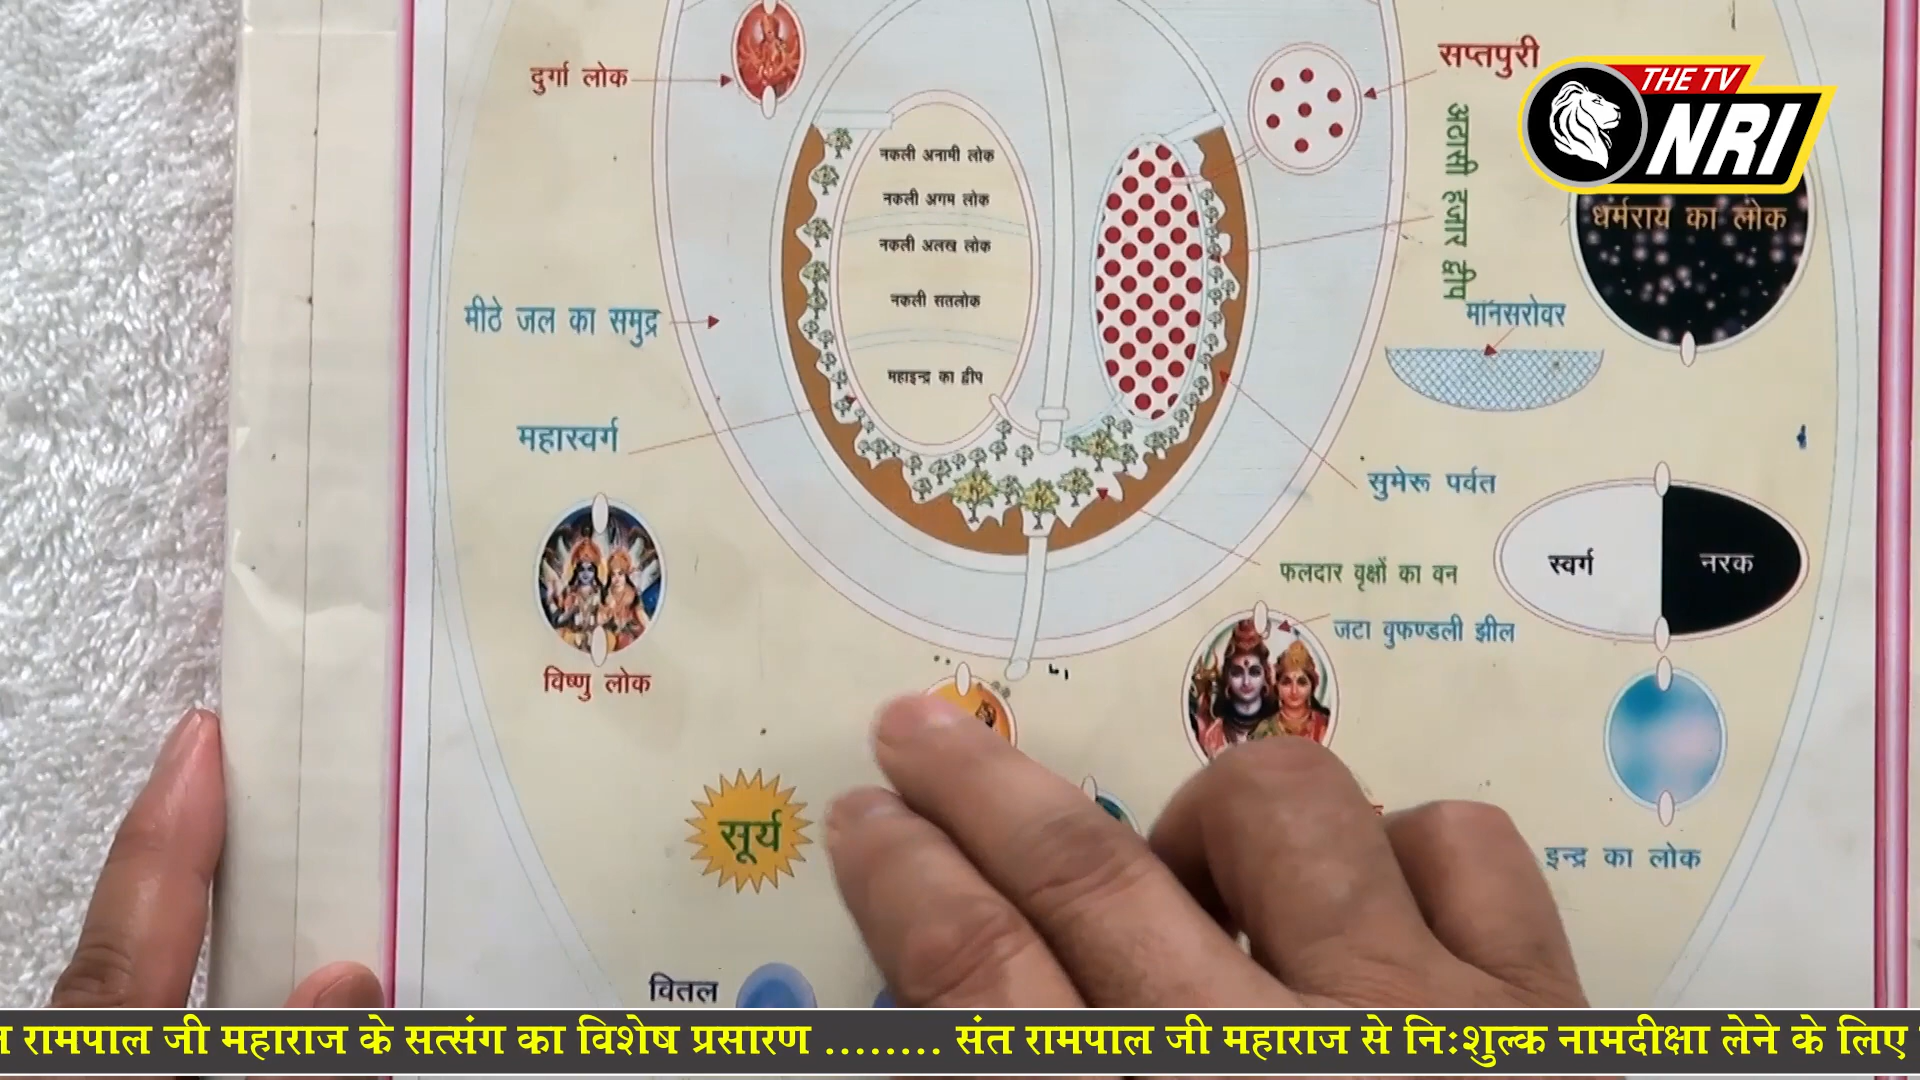 दुर्गा लोक
सप्तपुरी
THE TV
NRI
अठासी हजार द्वीप
धर्मराय का लोक
नकली अनामी लोक
नकली अगम लोक
नकली अलख लोक
नकली सतलोक
महाइन्द्र का द्वीप
मीठे जल का समुद्र
मानसरोवर
महास्वर्ग
सुमेरू पर्वत
स्वर्ग
नरक
फलदार वृक्षों का वन
जटा वुफण्डली झील
विष्णु लोक
सूर्य
इन्द्र का लोक
वितल
रामपाल जी महाराज के सत्संग का विशेष प्रसारण ........ संत रामपाल जी महाराज से निःशुल्क नामदीक्षा लेने के लिए